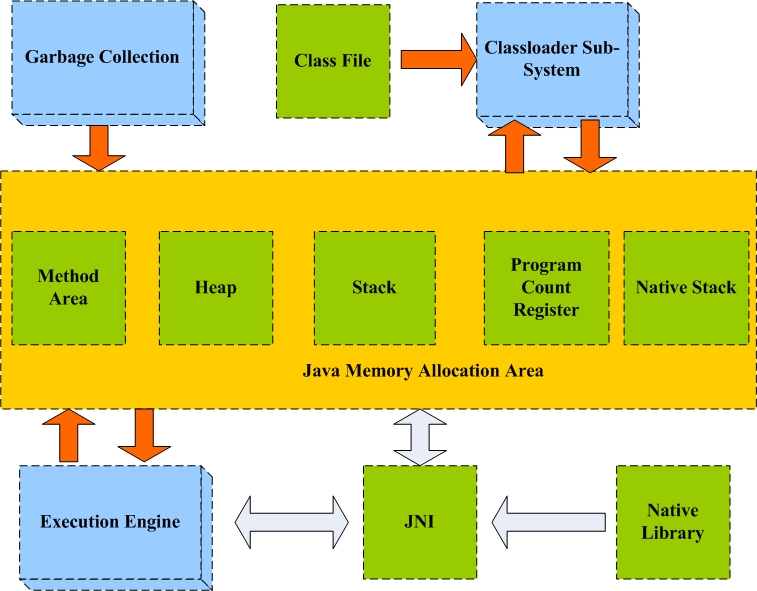 Garbage Collection
Class File
Classloader Sub-
System
Method
Area
Heap
Stack
Program
Count
Register
Native Stack
Java Memory Allocation Area
Execution Engine
JNI
Native
Library